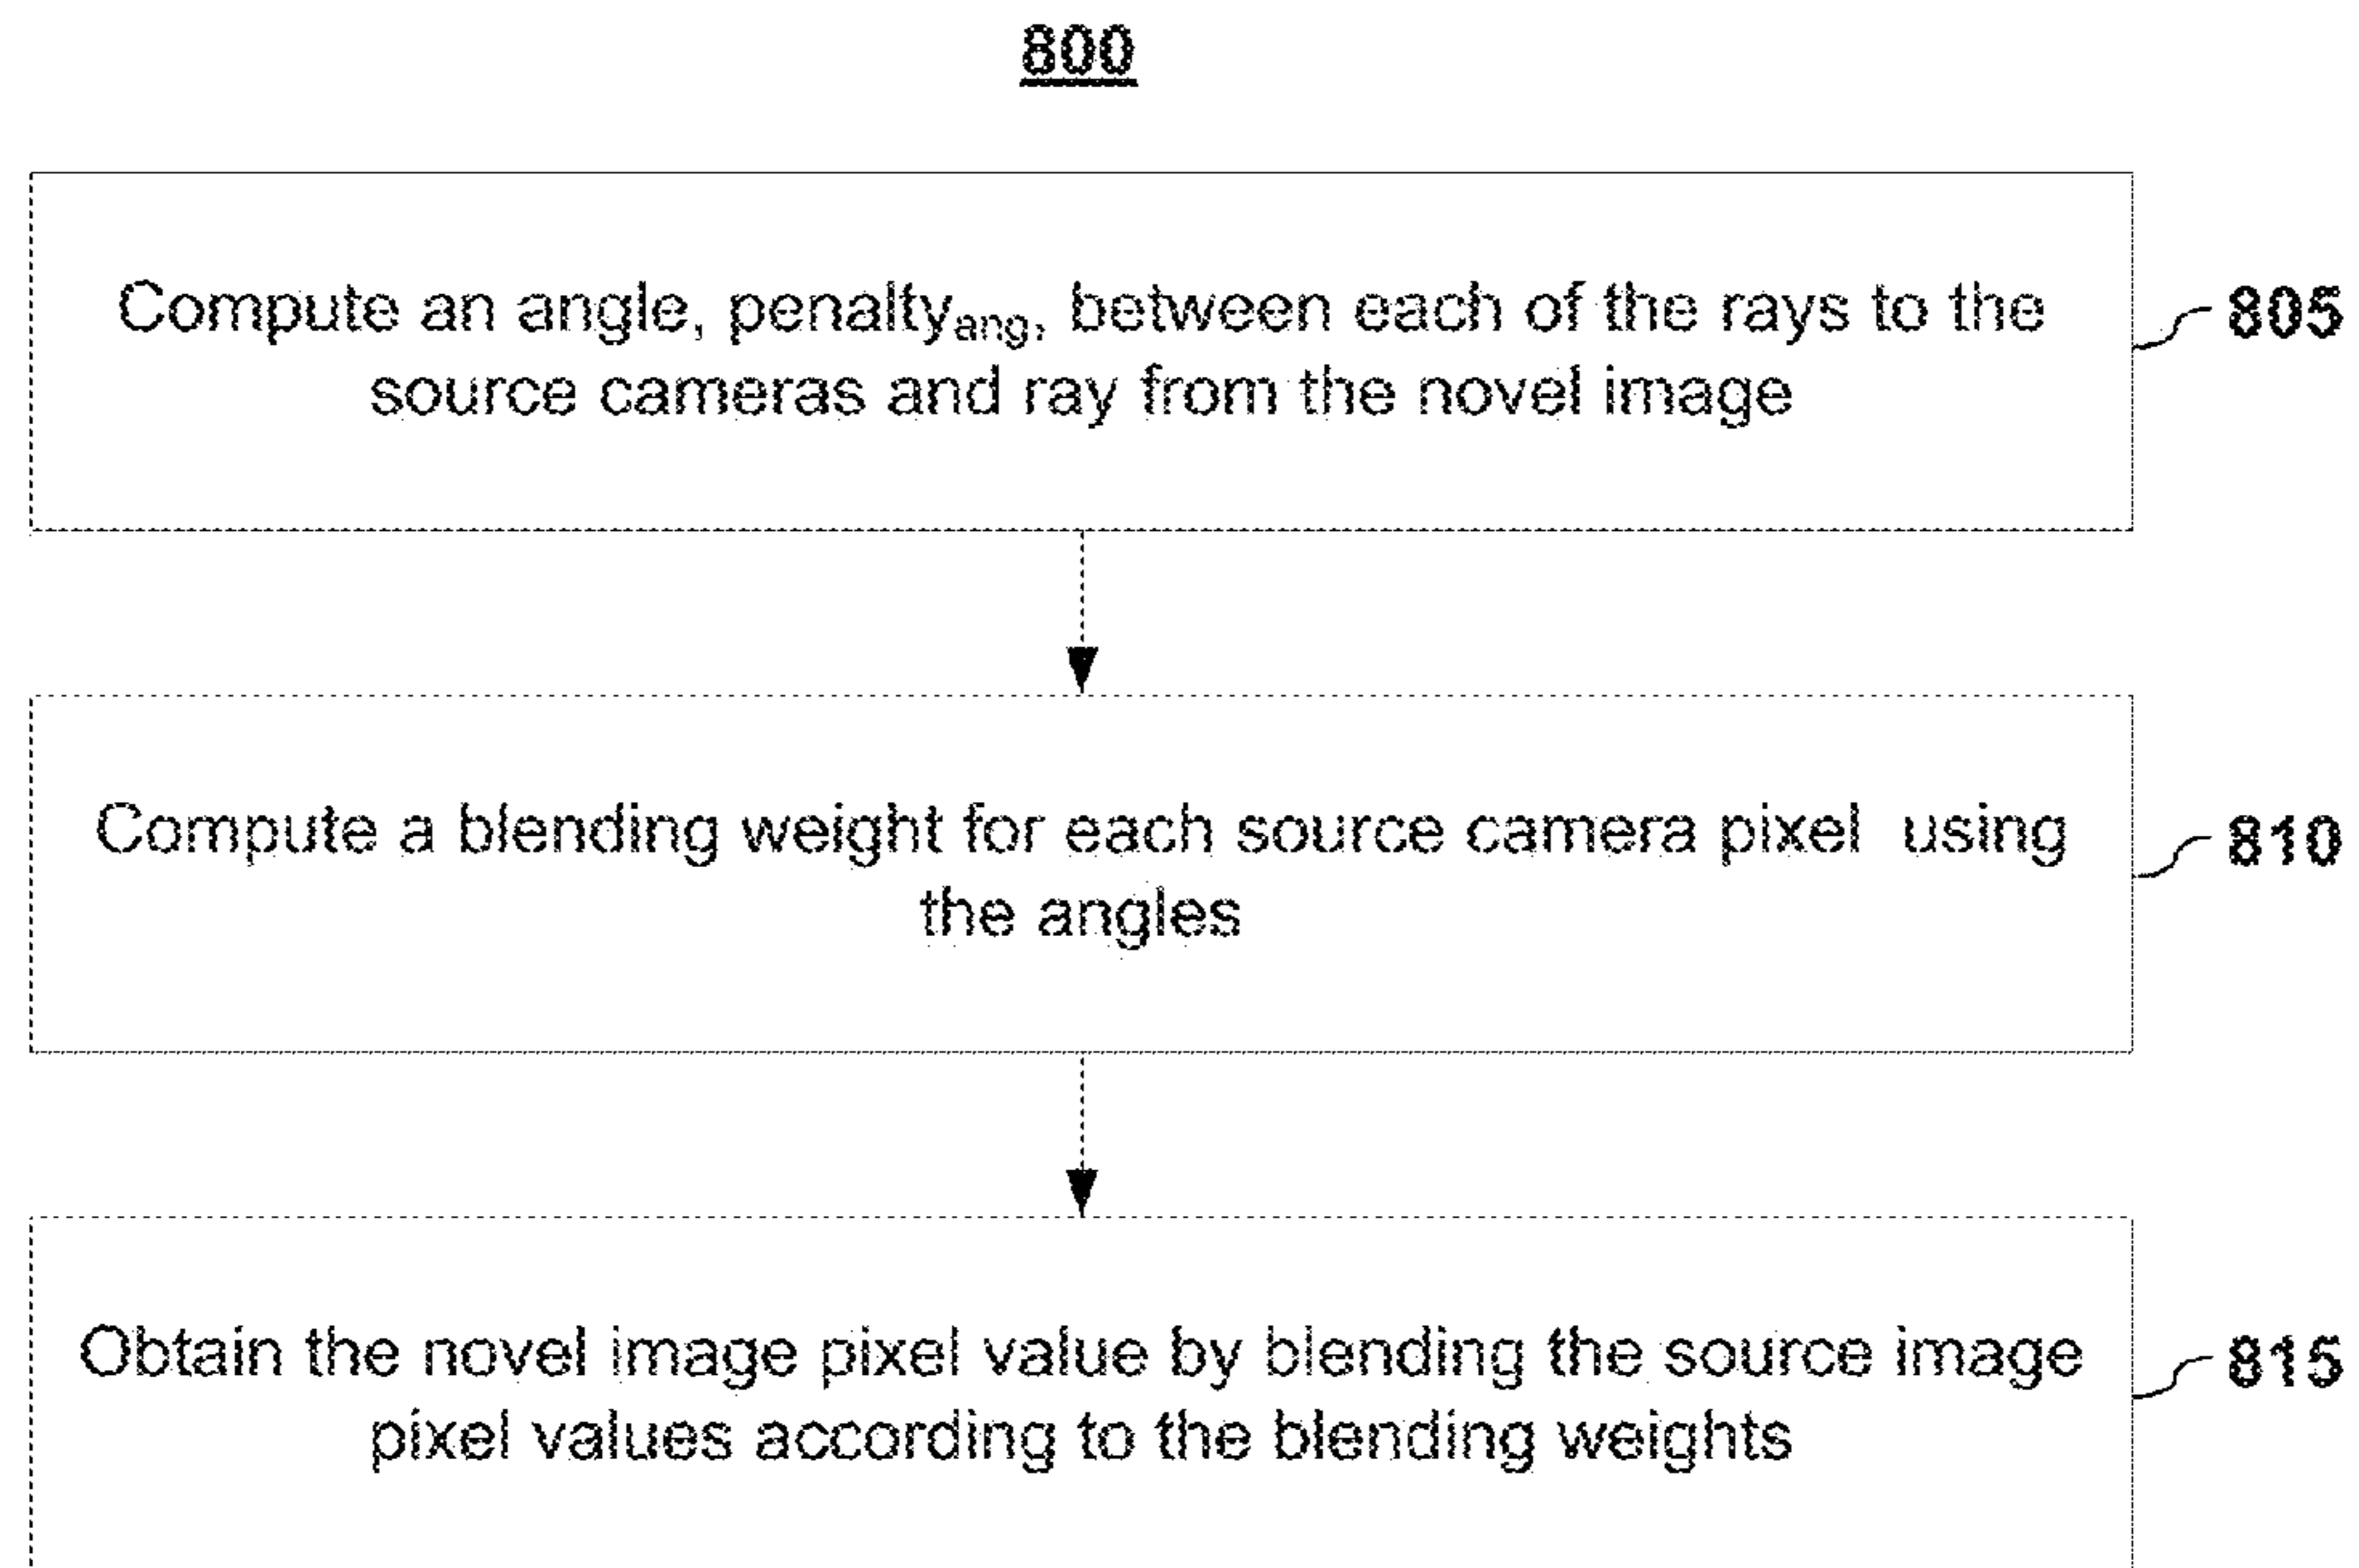 800
Compute an angle, penalty_ang, between each of the rays to the
source cameras and ray from the novel image
805
Compute a blending weight for each source camera pixel using
the angles
810
Obtain the novel image pixel value by blending the source image
pixel values according to the blending weights
815